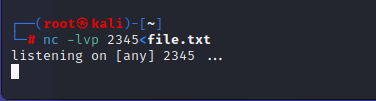 ┌──(root㉿kali)-[~]
└─# nc -lvp 2345<file.txt
listening on [any] 2345 ...